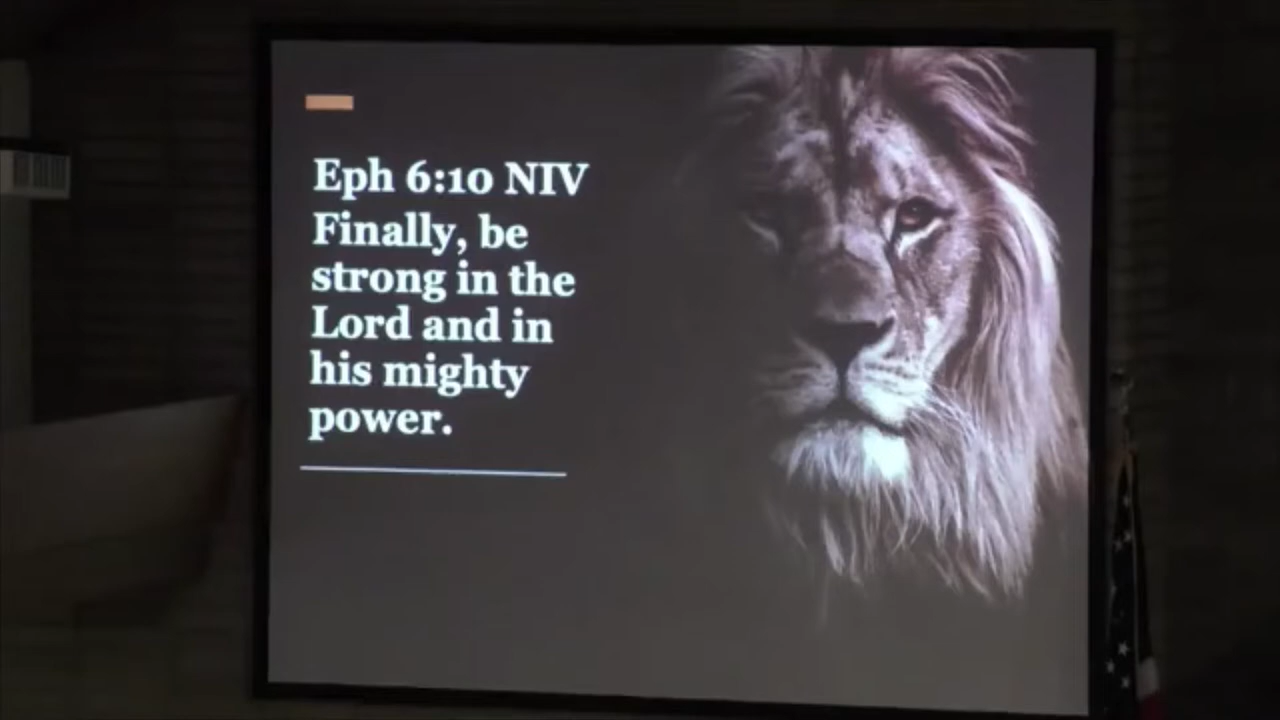 Eph 6:10 NIV
Finally, be
strong in the
Lord and in
his mighty
power.